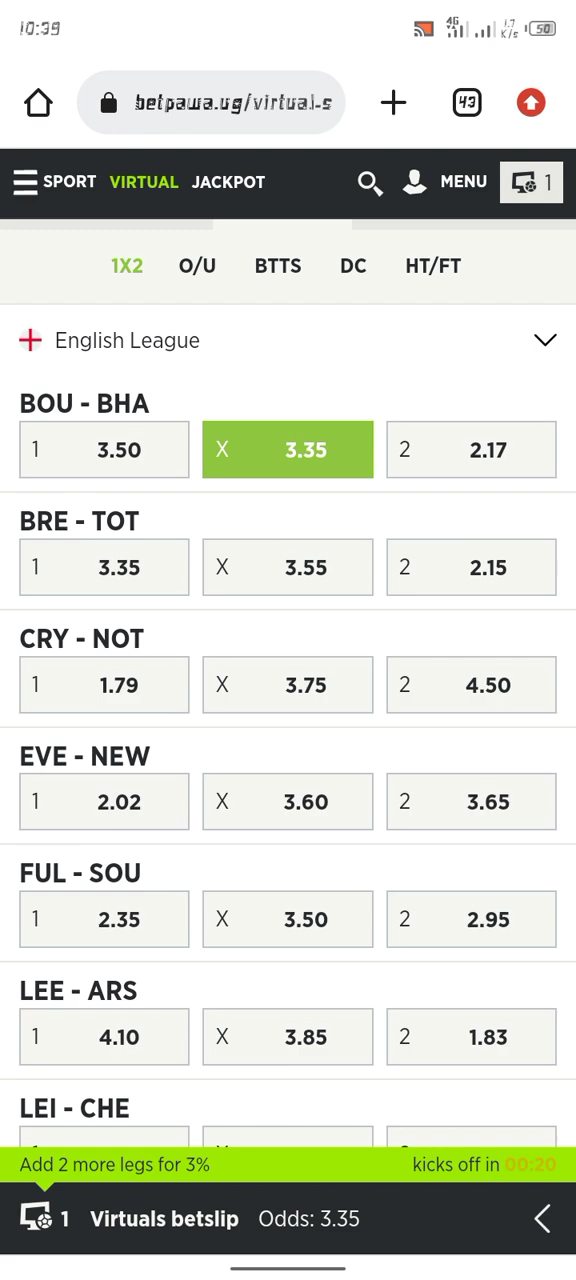 10:39
4G 1.7 K/s 50
betpawa.ug/virtual-s 43
SPORT VIRTUAL JACKPOT MENU 1
1X2 O/U BTTS DC HT/FT
English League
BOU - BHA
1 3.50 X 3.35 2 2.17
BRE - TOT
1 3.35 X 3.55 2 2.15
CRY - NOT
1 1.79 X 3.75 2 4.50
EVE - NEW
1 2.02 X 3.60 2 3.65
FUL - SOU
1 2.35 X 3.50 2 2.95
LEE - ARS
1 4.10 X 3.85 2 1.83
LEI - CHE
Add 2 more legs for 3% kicks off in 00:20
1 Virtuals betslip Odds: 3.35